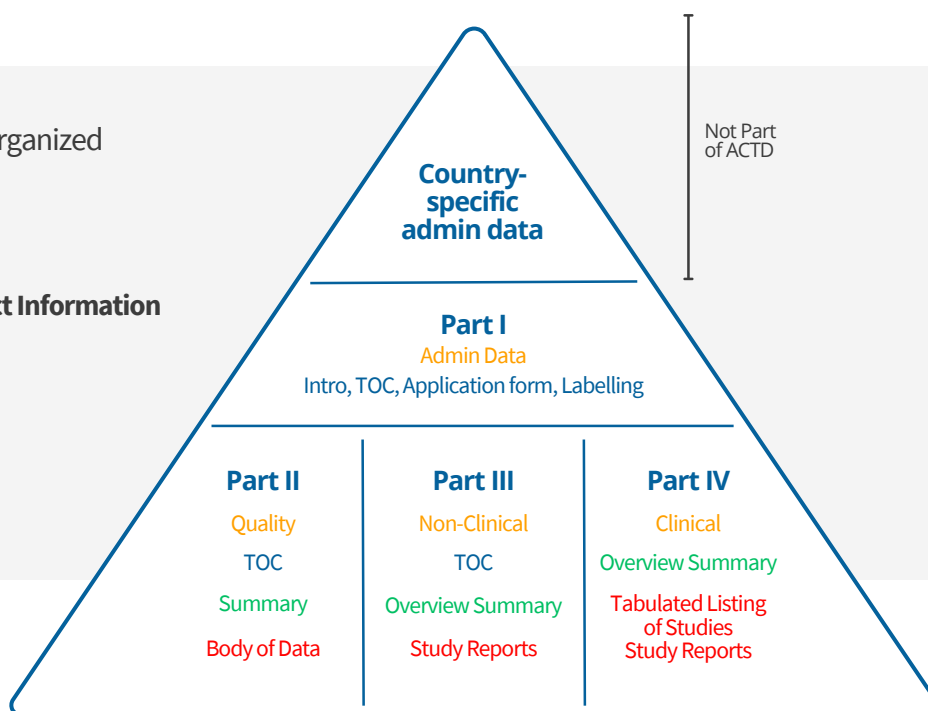 rganized
ct Information
Not Part
of ACTD
Country-
specific
admin data
Part I
Admin Data
Intro, TOC, Application form, Labelling
Part II
Quality
TOC
Summary
Body of Data
Part III
Non-Clinical
TOC
Overview Summary
Study Reports
Part IV
Clinical
Overview Summary
Tabulated Listing
of Studies
Study Reports